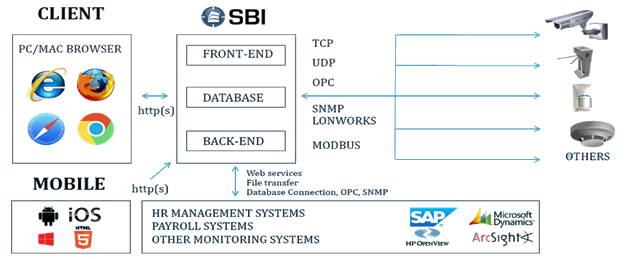 CLIENT
PC/MAC BROWSER
http(s)
SBI
FRONT-END
DATABASE
BACK-END
TCP
UDP
OPC
SNMP
LONWORKS
MODBUS
OTHERS
MOBILE
http(s)
Web services
File transfer
Database Connection, OPC, SNMP
iOS
HTML
5
HR MANAGEMENT SYSTEMS
PAYROLL SYSTEMS
OTHER MONITORING SYSTEMS
SAP
HP OPENVIEW
Microsoft
Dynamics
ArcSight